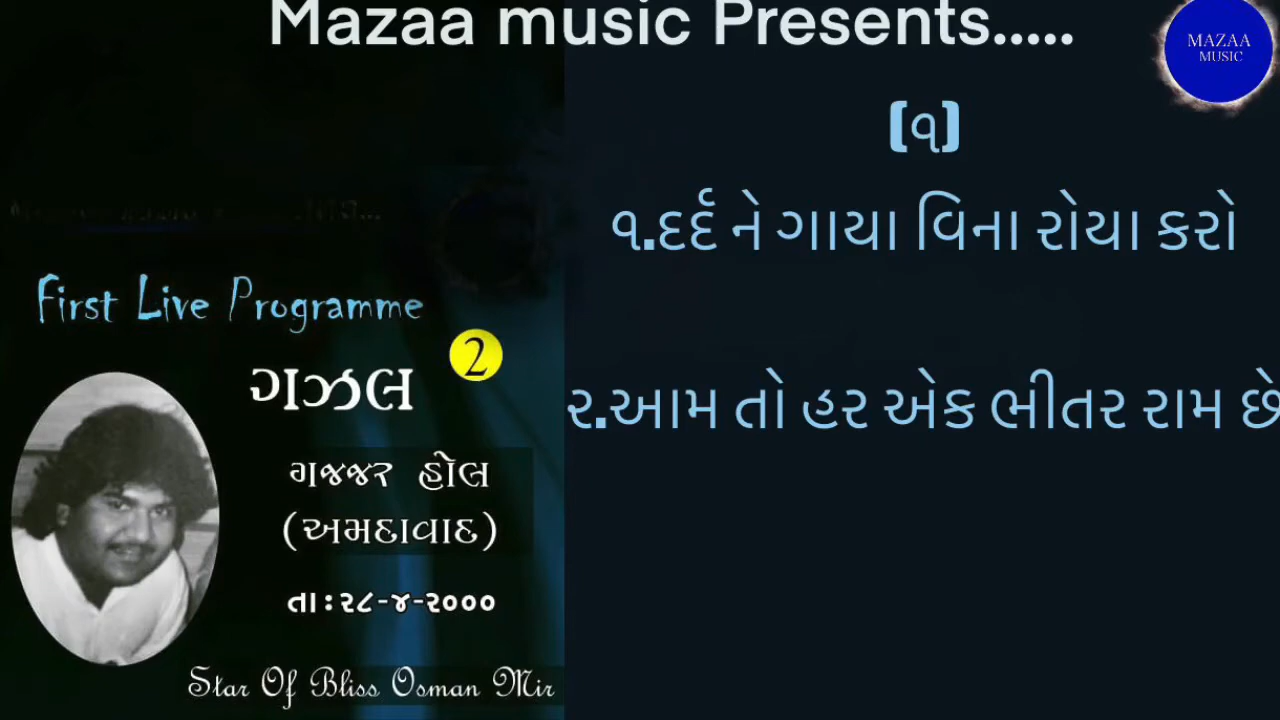 Mazaa music Presents.....
MAZAA
MUSIC
(૧)
૧.દર્દ ને ગાયા વિના રોયા કરો
૨.આમ તો હર એક ભીતર રામ છે
First Live Programme
2
ગઝલ
ગજ્જર હોલ
(અમદાવાદ)
તા:૨૮-૪-૨૦૦૦
Star Of Bliss Osman Mir